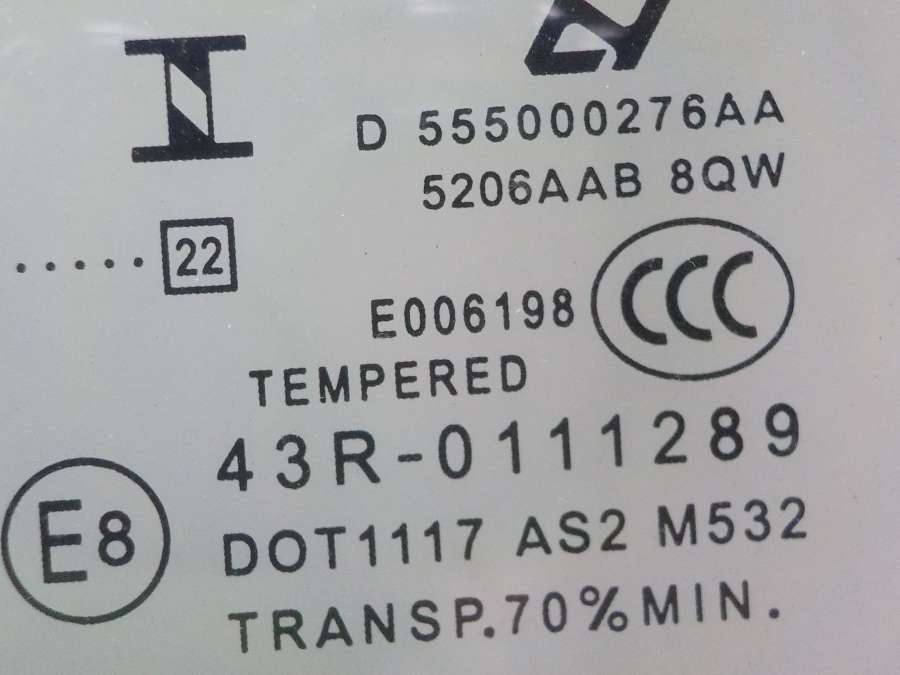 D 555000276AA
5206AAB 8QW
..... 22
E006198
CCC
TEMPERED
43R-0111289
E8
DOT1117 AS2 M532
TRANSP.70%MIN.